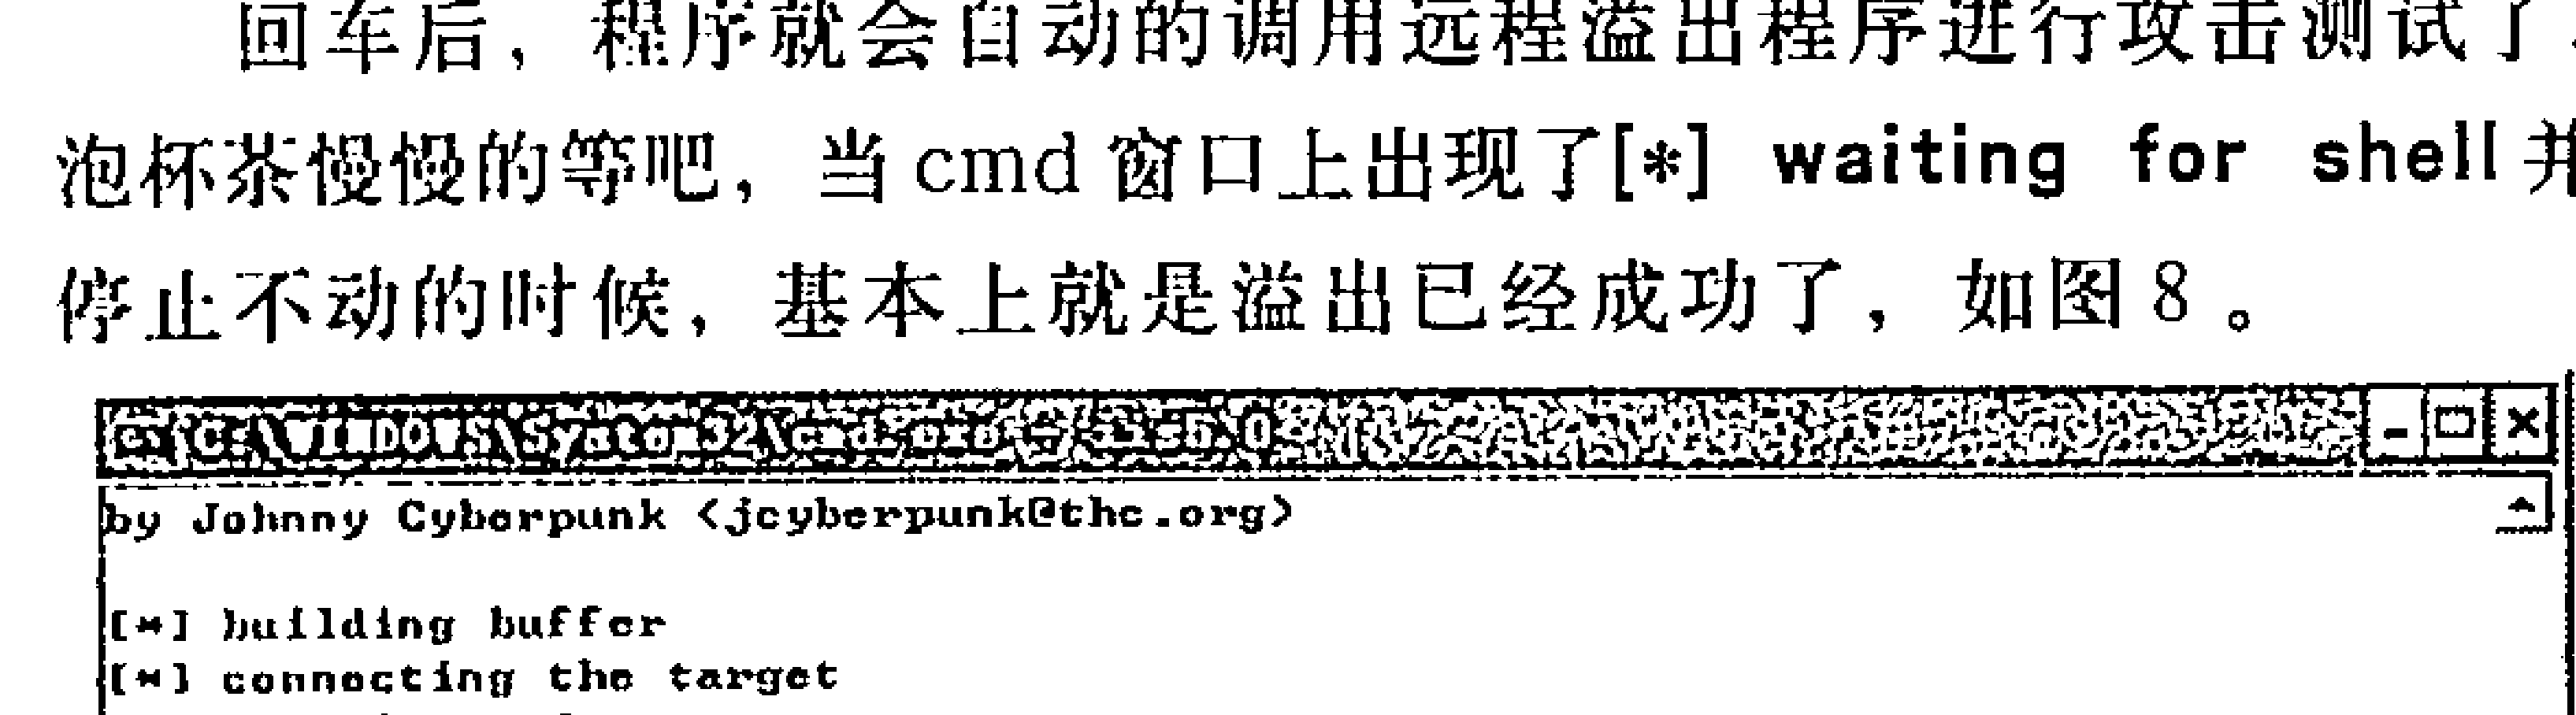 回车后，程序就会自动的调用远程溢出程序进行攻击测试了
泡杯茶慢慢的等吧，当cmd窗口上出现了[*] waiting for shell并
停止不动的时候，基本上就是溢出已经成功了，如图8。
C:\WINDOWS\System32\cmd.exe
by Johnny Cyberpunk <jcyberpunk@thc.org>
[*] building buffer
[*] connecting the target